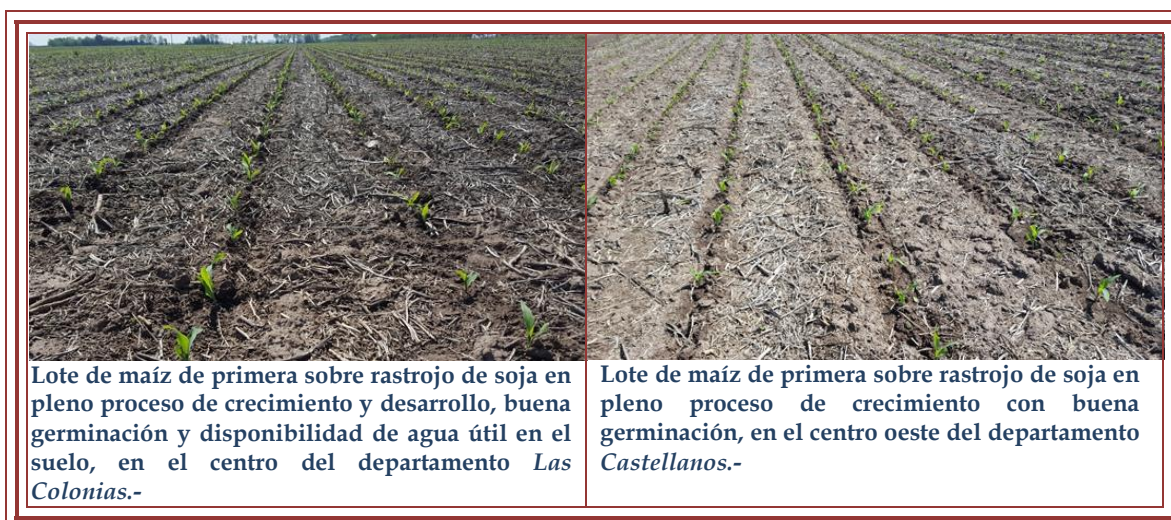 Lote de maíz de primera sobre rastrojo de soja en
pleno proceso de crecimiento y desarrollo, buena
germinación y disponibilidad de agua útil en el
suelo, en el centro del departamento Las
Colonias.-
Lote de maíz de primera sobre rastrojo de soja en
pleno proceso de crecimiento con buena
germinación, en el centro oeste del departamento
Castellanos.-